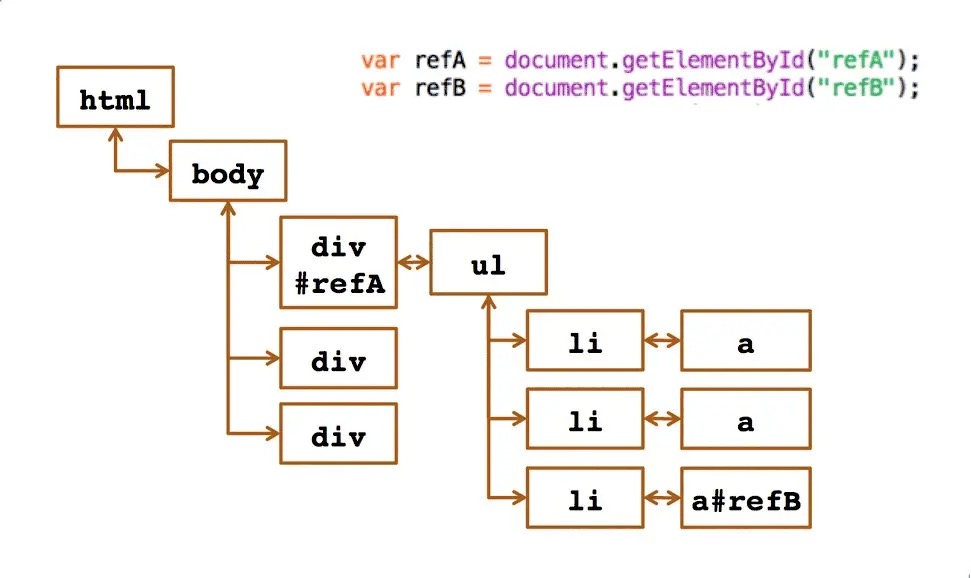 var refA = document.getElementById("refA");
var refB = document.getElementById("refB");
html
body
div
#refA
ul
li
a
div
li
a
div
li
a#refB